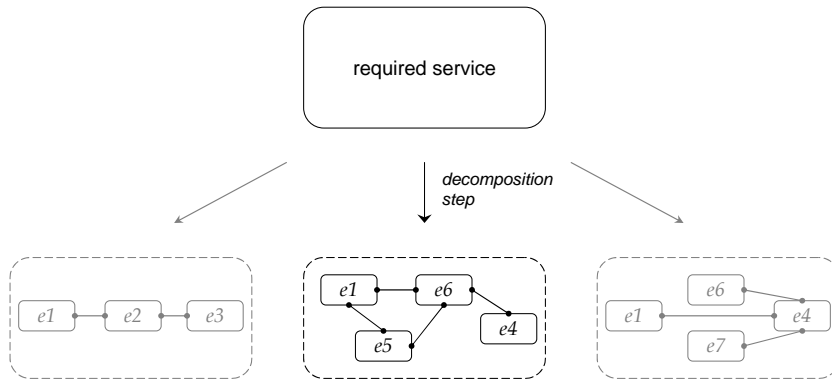 required service
decomposition
step
e1 e2 e3
e1 e6
e4
e5
e6
e1 e4
e7